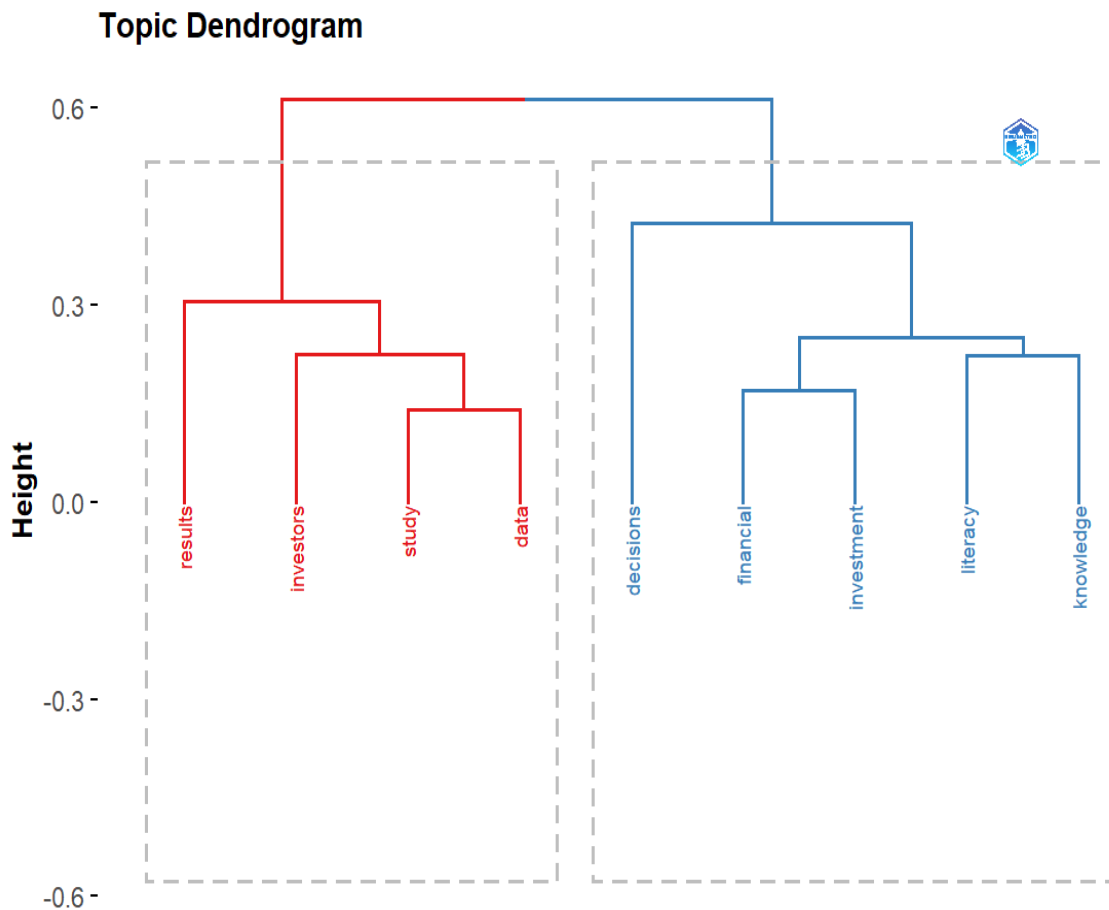 Topic Dendrogram
Height
0.6
0.3
0.0
-0.3
-0.6
results
investors
study
data
decisions
financial
investment
literacy
knowledge